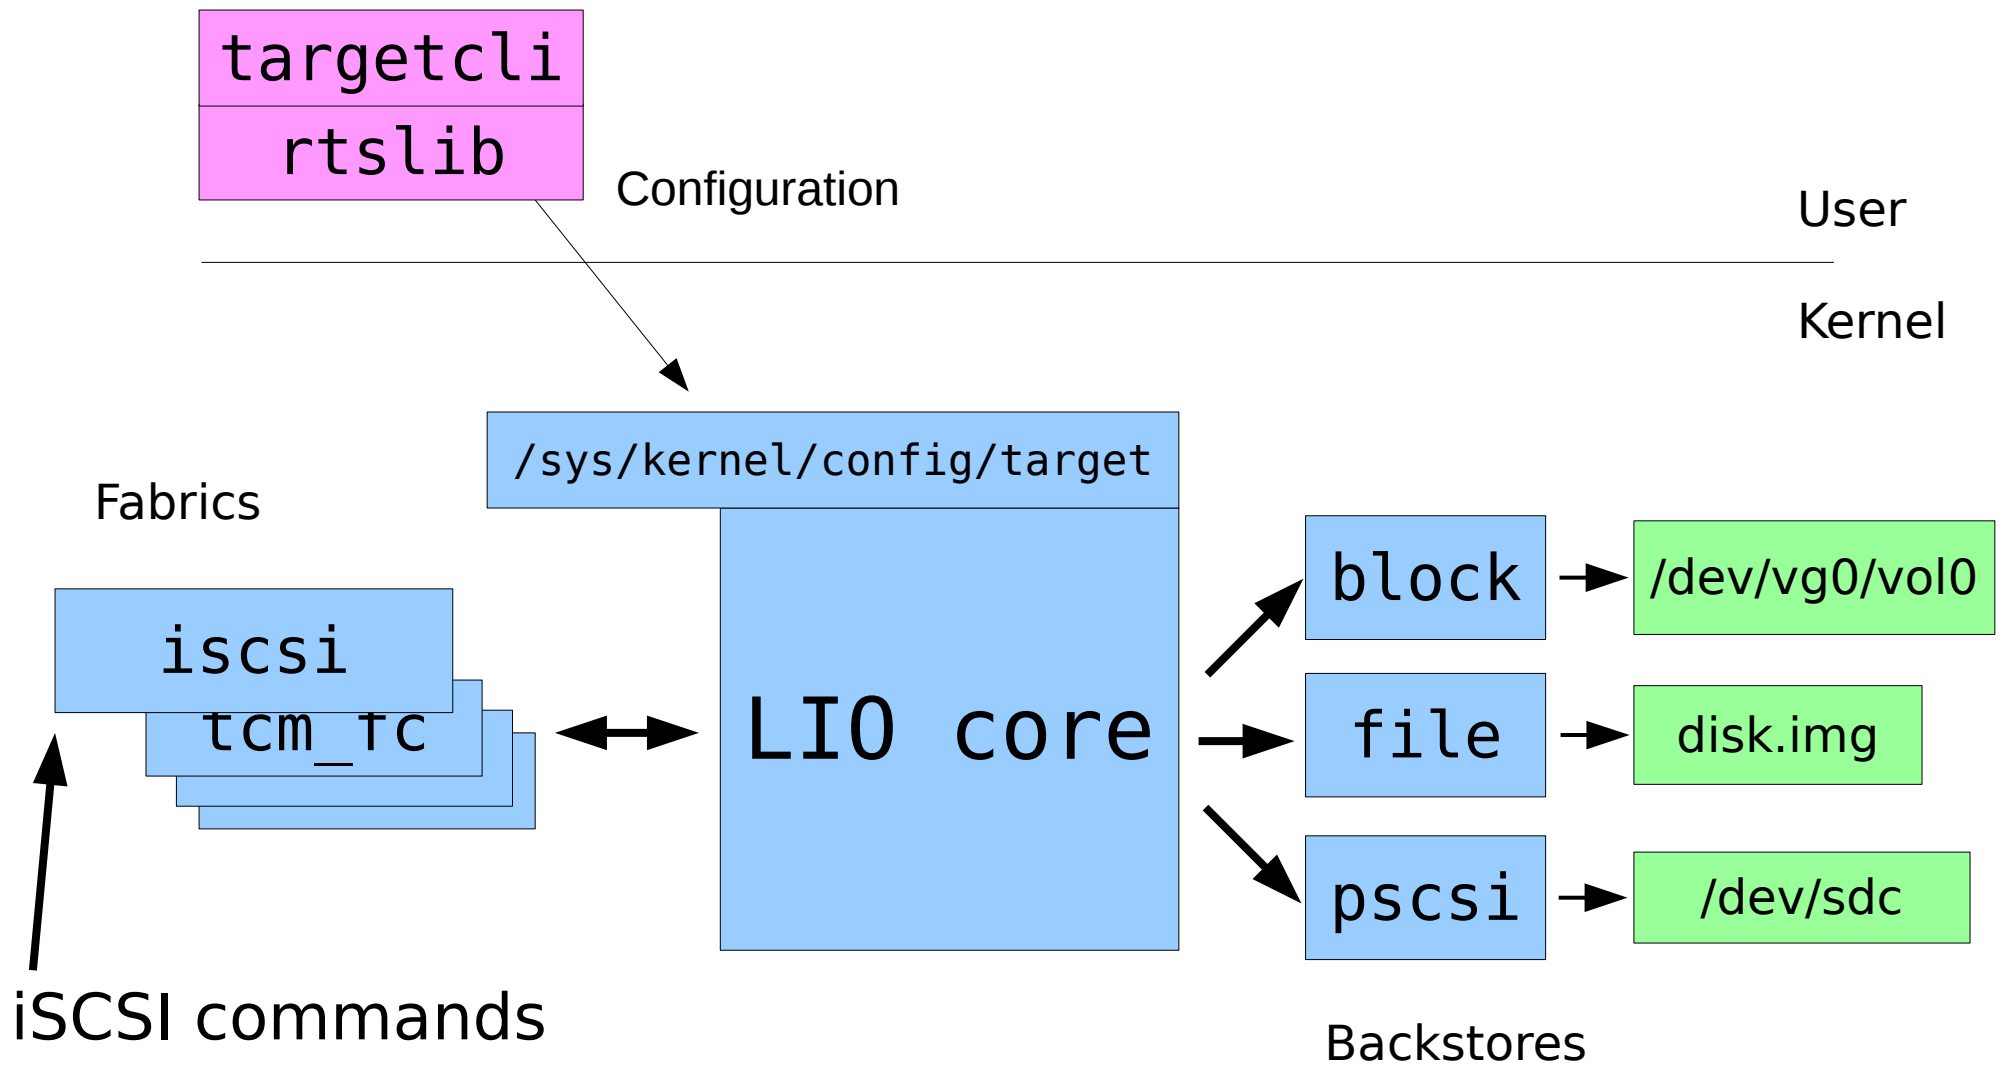 targetcli
rtslib
Configuration
User
Kernel
/sys/kernel/config/target
Fabrics
iscsi
tcm_fc
LIO core
block
/dev/vg0/vol0
file
disk.img
pscsi
/dev/sdc
iSCSI commands
Backstores